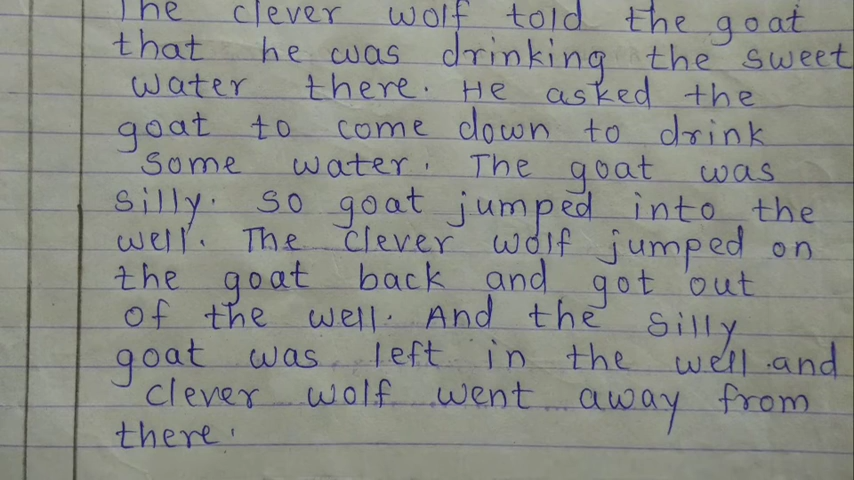 The clever wolf told the goat
that he was drinking the sweet
water there. He asked the
goat to come down to drink
some water. The goat was
silly. So goat jumped into the
well. The clever wolf jumped on
the goat back and got out
of the well. And the silly
goat was left in the well and
clever wolf went away from
there.